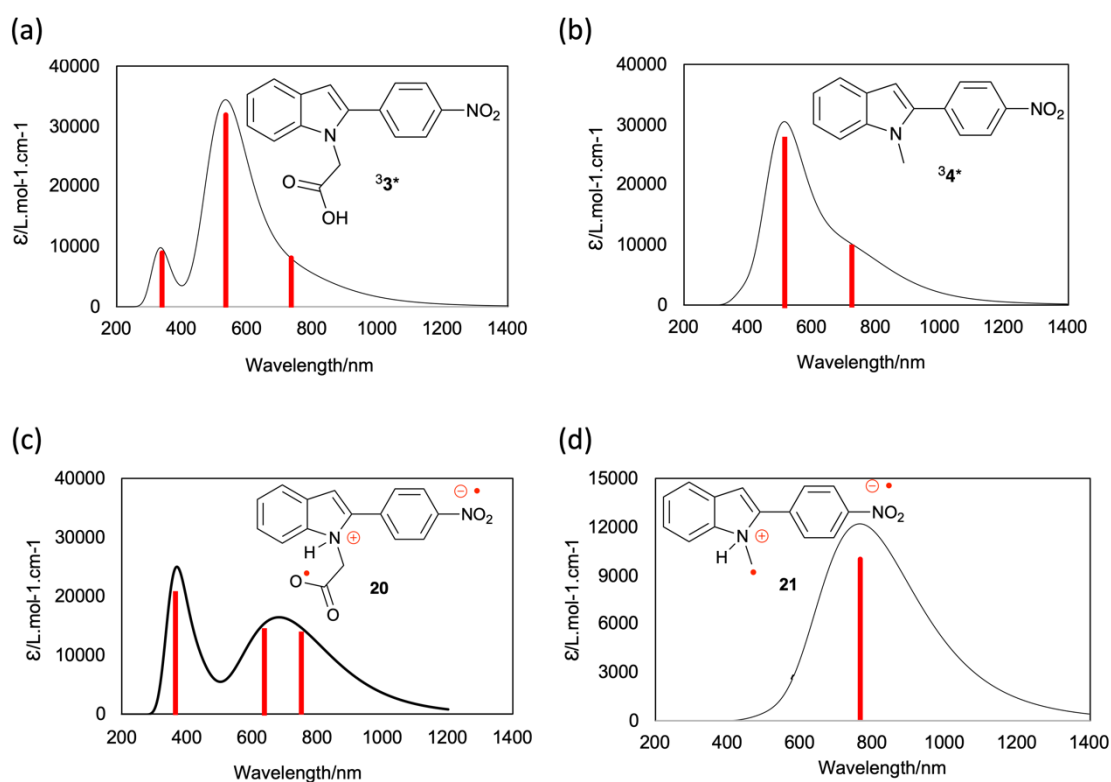 (a)
40000
30000
20000
10000
0
200 400 600 800 1000 1200 1400
Ɛ/L.mol-1.cm-1
Wavelength/nm
N
NO2
O
OH
³3*
(b)
40000
30000
20000
10000
0
200 400 600 800 1000 1200 1400
Ɛ/L.mol-1.cm-1
Wavelength/nm
N
NO2
³4*
(c)
40000
30000
20000
10000
0
200 400 600 800 1000 1200 1400
Ɛ/L.mol-1.cm-1
Wavelength/nm
⊖ •
NO2
H N ⊕
O•
O
20
(d)
15000
12000
9000
6000
3000
0
200 400 600 800 1000 1200 1400
Ɛ/L.mol-1.cm-1
Wavelength/nm
⊖ •
NO2
H N ⊕
•
21